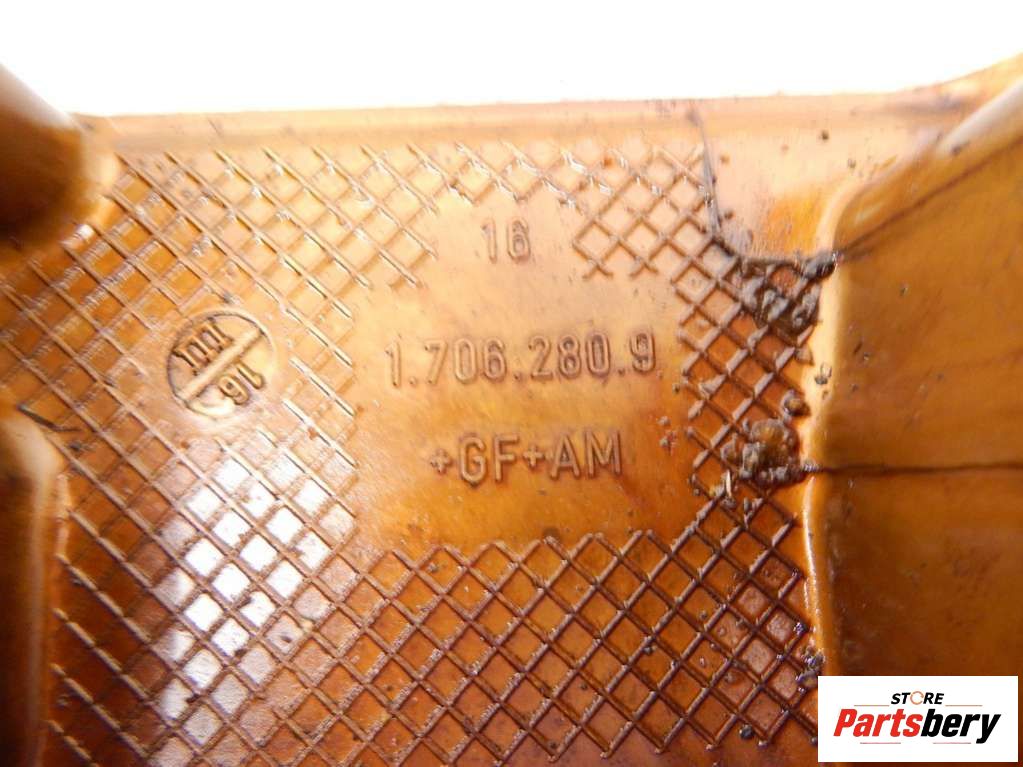 16
1.706.280.9
+GF+AM
16
STORE
Partsbery